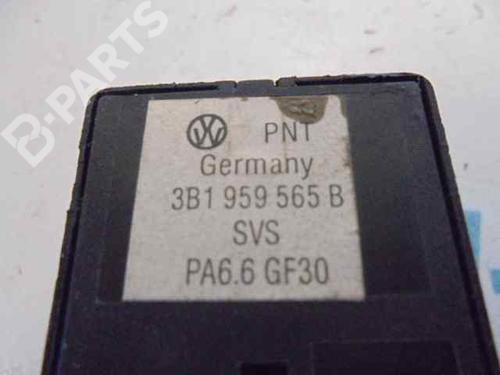 B-PARTS
PNT
Germany
3B1 959 565 B
SVS
PA6.6 GF30